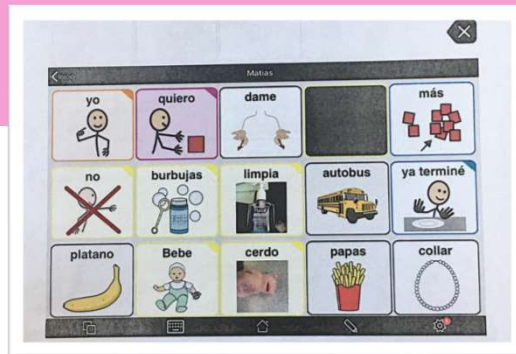 Matias
yo quiero dame más
no burbujas limpia autobus ya terminé
platano Bebe cerdo papas collar